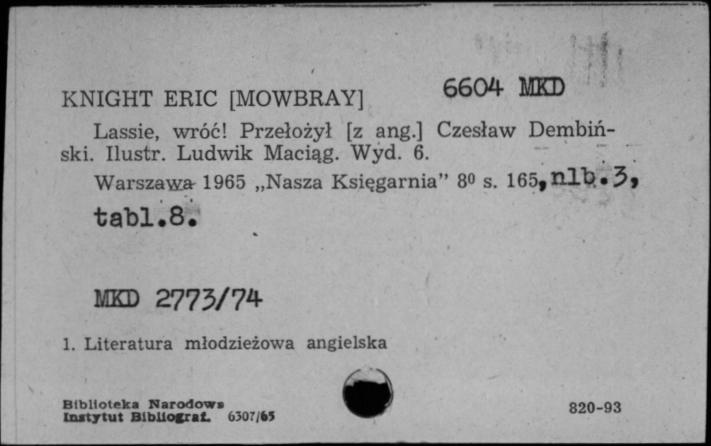 6604 MKD
KNIGHT ERIC [MOWBRAY]
Lassie, wróć! Przełożył [z ang.] Czesław Dembiń-
ski. Ilustr. Ludwik Maciąg. Wyd. 6.
Warszawa 1965 „Nasza Księgarnia” 8⁰ s. 165, nlb. 3,
tabl.8.
MKD 2773/74
1. Literatura młodzieżowa angielska
Biblioteka Narodowa
Instytut Bibliograf. 6307/65
820-93